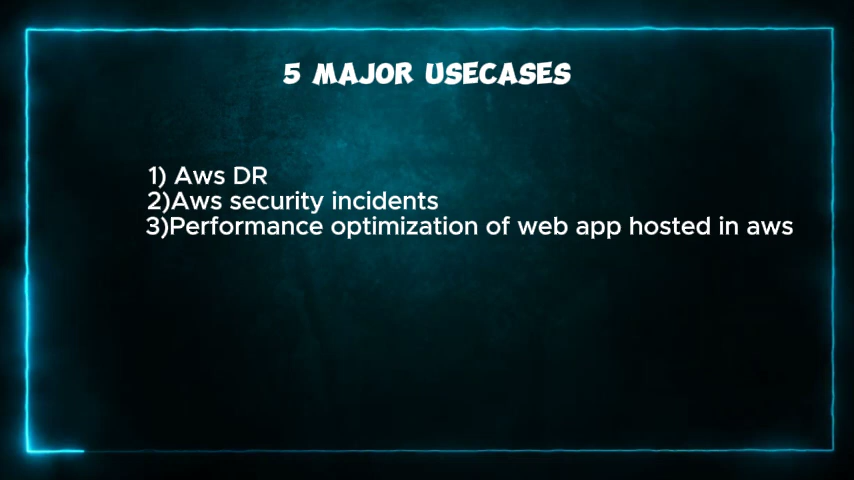 5 MAJOR USECASES
1) Aws DR
2)Aws security incidents
3)Performance optimization of web app hosted in aws